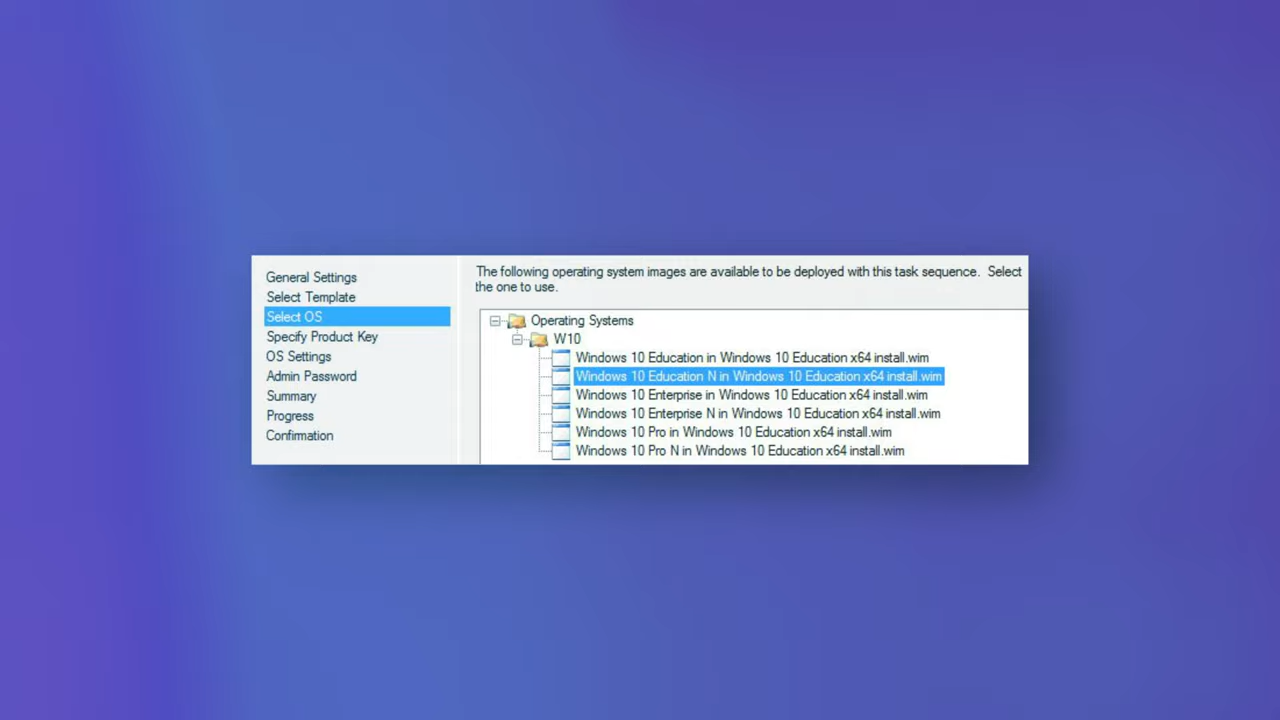 General Settings
Select Template
Select OS
Specify Product Key
OS Settings
Admin Password
Summary
Progress
Confirmation
The following operating system images are available to be deployed with this task sequence.  Select
the one to use.
Operating Systems
W10
Windows 10 Education in Windows 10 Education x64 install.wim
Windows 10 Education N in Windows 10 Education x64 install.wim
Windows 10 Enterprise in Windows 10 Education x64 install.wim
Windows 10 Enterprise N in Windows 10 Education x64 install.wim
Windows 10 Pro in Windows 10 Education x64 install.wim
Windows 10 Pro N in Windows 10 Education x64 install.wim